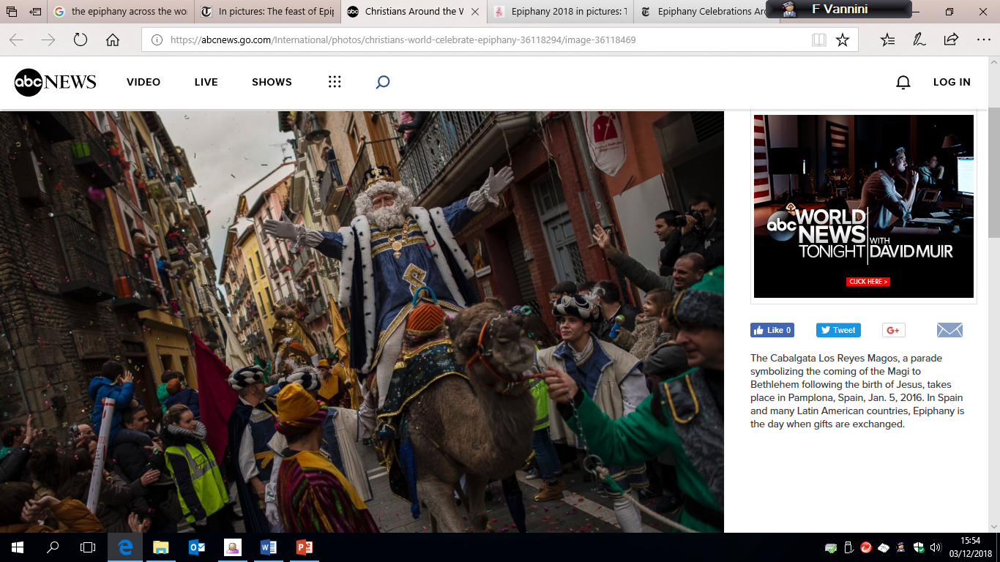 the epiphany across the wo
In pictures: The feast of Epip
Christians Around the W
Epiphany 2018 in pictures: T
Epiphany Celebrations Aro
F Vannini
https://abcnews.go.com/International/photos/christians-world-celebrate-epiphany-36118294/image-36118469
abc NEWS
VIDEO
LIVE
SHOWS
LOG IN
abc WORLD
NEWS
TONIGHT WITH DAVID MUIR
CLICK HERE >
Like 0
Tweet
G+
The Cabalgata Los Reyes Magos, a parade
symbolizing the coming of the Magi to
Bethlehem following the birth of Jesus, takes
place in Pamplona, Spain, Jan. 5, 2016. In Spain
and many Latin American countries, Epiphany is
the day when gifts are exchanged.
15:54
03/12/2018